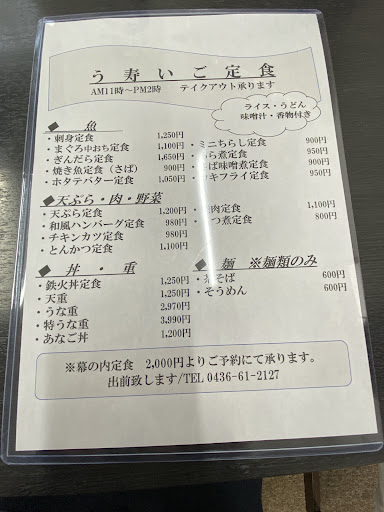 う寿いご定食
AM11時～PM2時　テイクアウト承ります
ライス・うどん
味噌汁・香物付き
◆魚
・刺身定食 1,250円
・まぐろ中おち定食 1,100円
・ぎんだら定食 1,650円
・焼き魚定食（さば） 900円
・ホタテバター定食 1,050円
・ミニちらし定食 900円
ら煮定食 950円
ば味噌煮定食 900円
キフライ定食 950円
◆天ぷら・肉・野菜
・天ぷら定食 1,200円
・和風ハンバーグ定食 980円
・チキンカツ定食 980円
・とんかつ定食 1,100円
肉定食 1,100円
つ煮定食 800円
◆丼・重
・鉄火丼定食 1,250円
・天重 1,250円
・うな重 2,970円
・特うな重 3,990円
・あなご丼 1,200円
◆麺　※麺類のみ
そば 600円
・そうめん 600円
※幕の内定食　2,000円よりご予約にて承ります。
出前致します/TEL 0436-61-2127